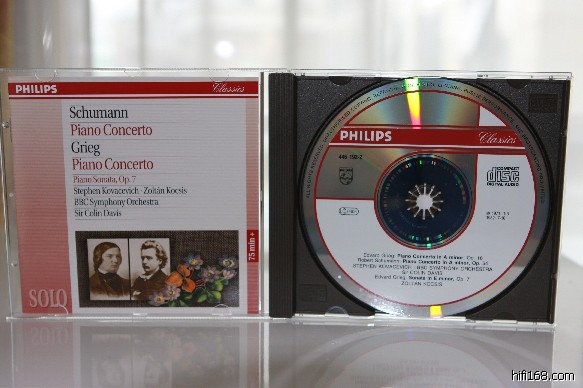 PHILIPS
Classics
Schumann
Piano Concerto
Grieg
Piano Concerto
Piano Sonata, Op. 7
Stephen Kovacevich · Zoltán Kocsis
BBC Symphony Orchestra
Sir Colin Davis
75 min +
SOLO
PHILIPS
Classics
COMPACT
disc
DIGITAL AUDIO
Edvard Grieg: Piano Concerto in A minor, Op. 16
Robert Schumann: Piano Concerto in A minor, Op. 54
STEPHEN KOVACEVICH · BBC SYMPHONY ORCHESTRA
Sir COLIN DAVIS
Edvard Grieg: Sonata in E minor, Op. 7
ZOLTÁN KOCSIS
hifi168.com